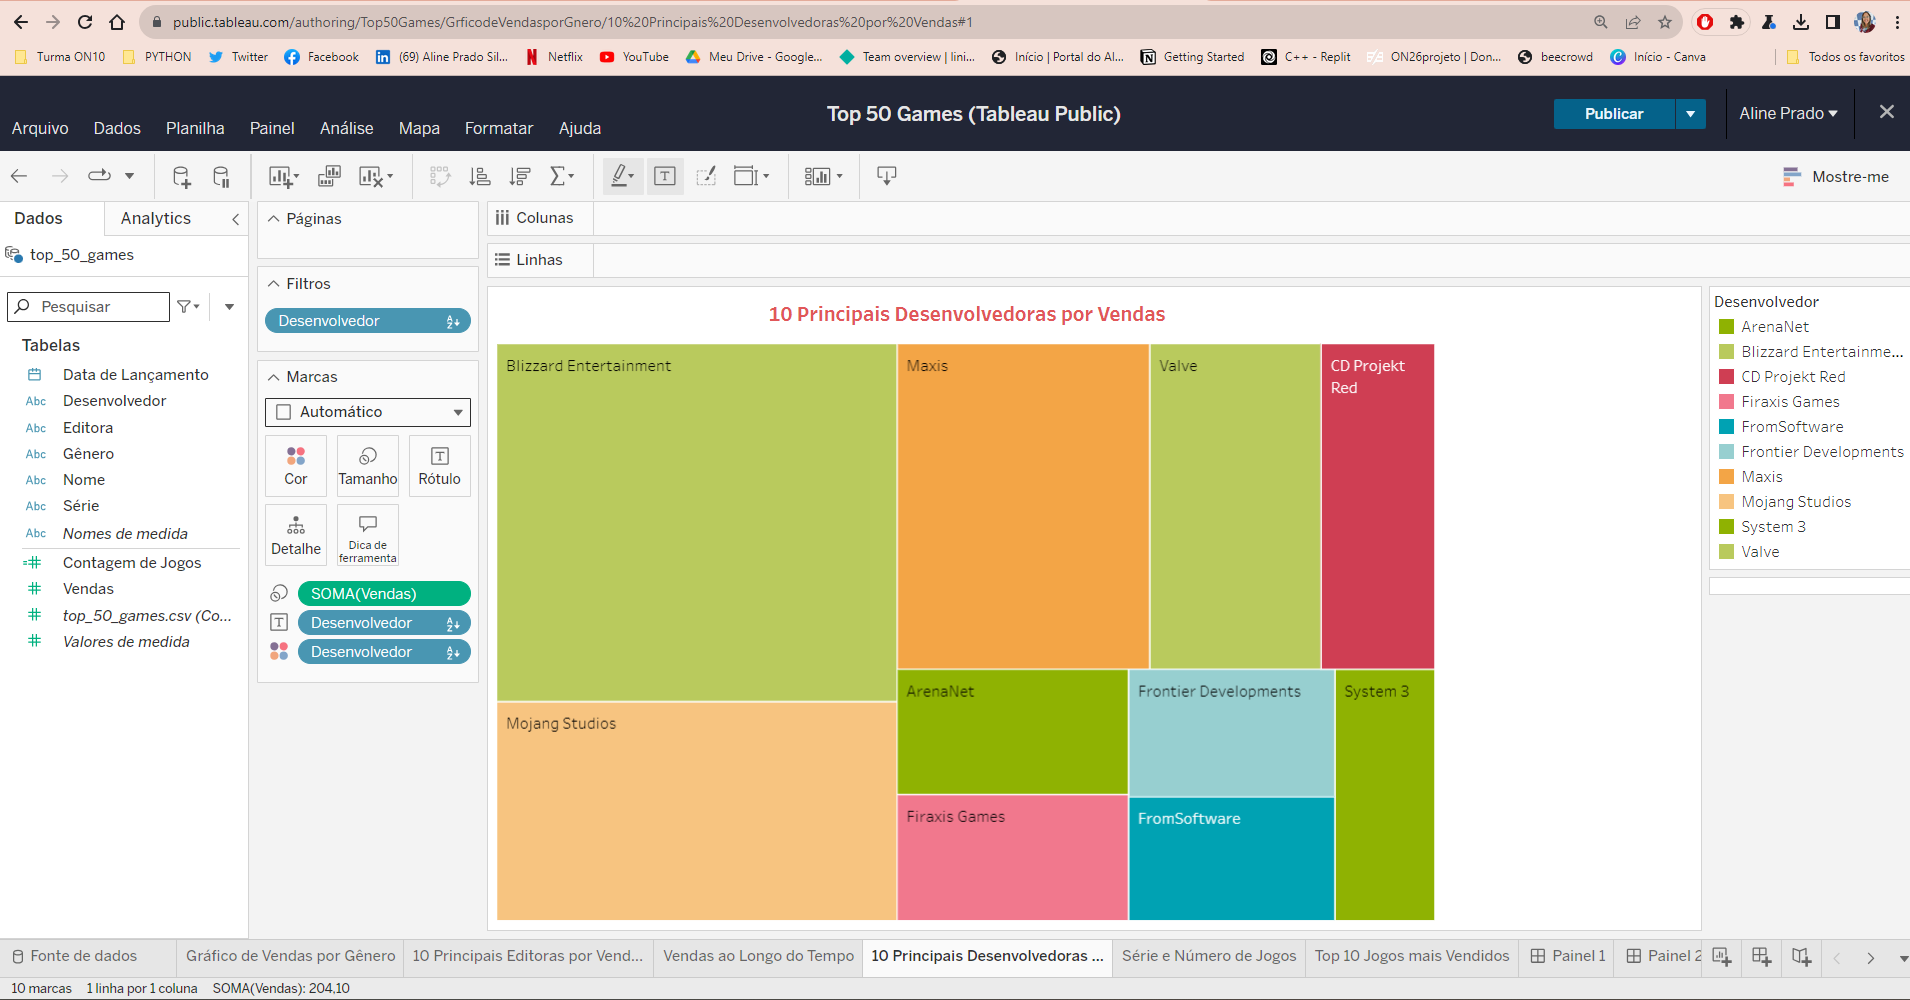 public.tableau.com/authoring/Top50Games/GrficodeVendasporGnero/10%20Principais%20Desenvolvedoras%20por%20Vendas#1
Turma ON10 PYTHON Twitter Facebook (69) Aline Prado Sil... Netflix YouTube Meu Drive - Google... Team overview | lini... Início | Portal do Al... Getting Started C++ - Replit ON26projeto | Don... beecrowd Início - Canva Todos os favoritos
Top 50 Games (Tableau Public)
Publicar
Aline Prado
Arquivo Dados Planilha Painel Análise Mapa Formatar Ajuda
Mostre-me
Dados Analytics
top_50_games
Pesquisar
Tabelas
Data de Lançamento
Abc Desenvolvedor
Abc Editora
Abc Gênero
Abc Nome
Abc Série
Abc Nomes de medida
Contagem de Jogos
Vendas
top_50_games.csv (Co...
Valores de medida
Páginas
Filtros
Desenvolvedor
Marcas
Automático
Cor Tamanho Rótulo
Detalhe Dica de
ferramenta
SOMA(Vendas)
Desenvolvedor
Desenvolvedor
Colunas
Linhas
10 Principais Desenvolvedoras por Vendas
Blizzard Entertainment
Maxis
Valve
CD Projekt
Red
Mojang Studios
ArenaNet
Frontier Developments
System 3
Firaxis Games
FromSoftware
Desenvolvedor
ArenaNet
Blizzard Entertainme...
CD Projekt Red
Firaxis Games
FromSoftware
Frontier Developments
Maxis
Mojang Studios
System 3
Valve
Fonte de dados Gráfico de Vendas por Gênero 10 Principais Editoras por Vend... Vendas ao Longo do Tempo 10 Principais Desenvolvedoras ... Série e Número de Jogos Top 10 Jogos mais Vendidos Painel 1 Painel 2
10 marcas 1 linha por 1 coluna SOMA(Vendas): 204,10